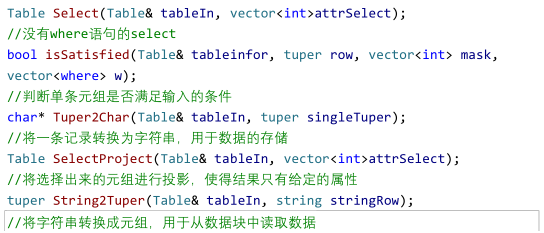 Table Select(Table& tableIn, vector<int>attrSelect);
//没有where语句的select
bool isSatisfied(Table& tableinfor, tuper row, vector<int> mask,
vector<where> w);
//判断单条元组是否满足输入的条件
char* Tuper2Char(Table& tableIn, tuper singleTuper);
//将一条记录转换为字符串，用于数据的存储
Table SelectProject(Table& tableIn, vector<int>attrSelect);
//将选择出来的元组进行投影，使得结果只有给定的属性
tuper String2Tuper(Table& tableIn, string stringRow);
//将字符串转换成元组，用于从数据块中读取数据